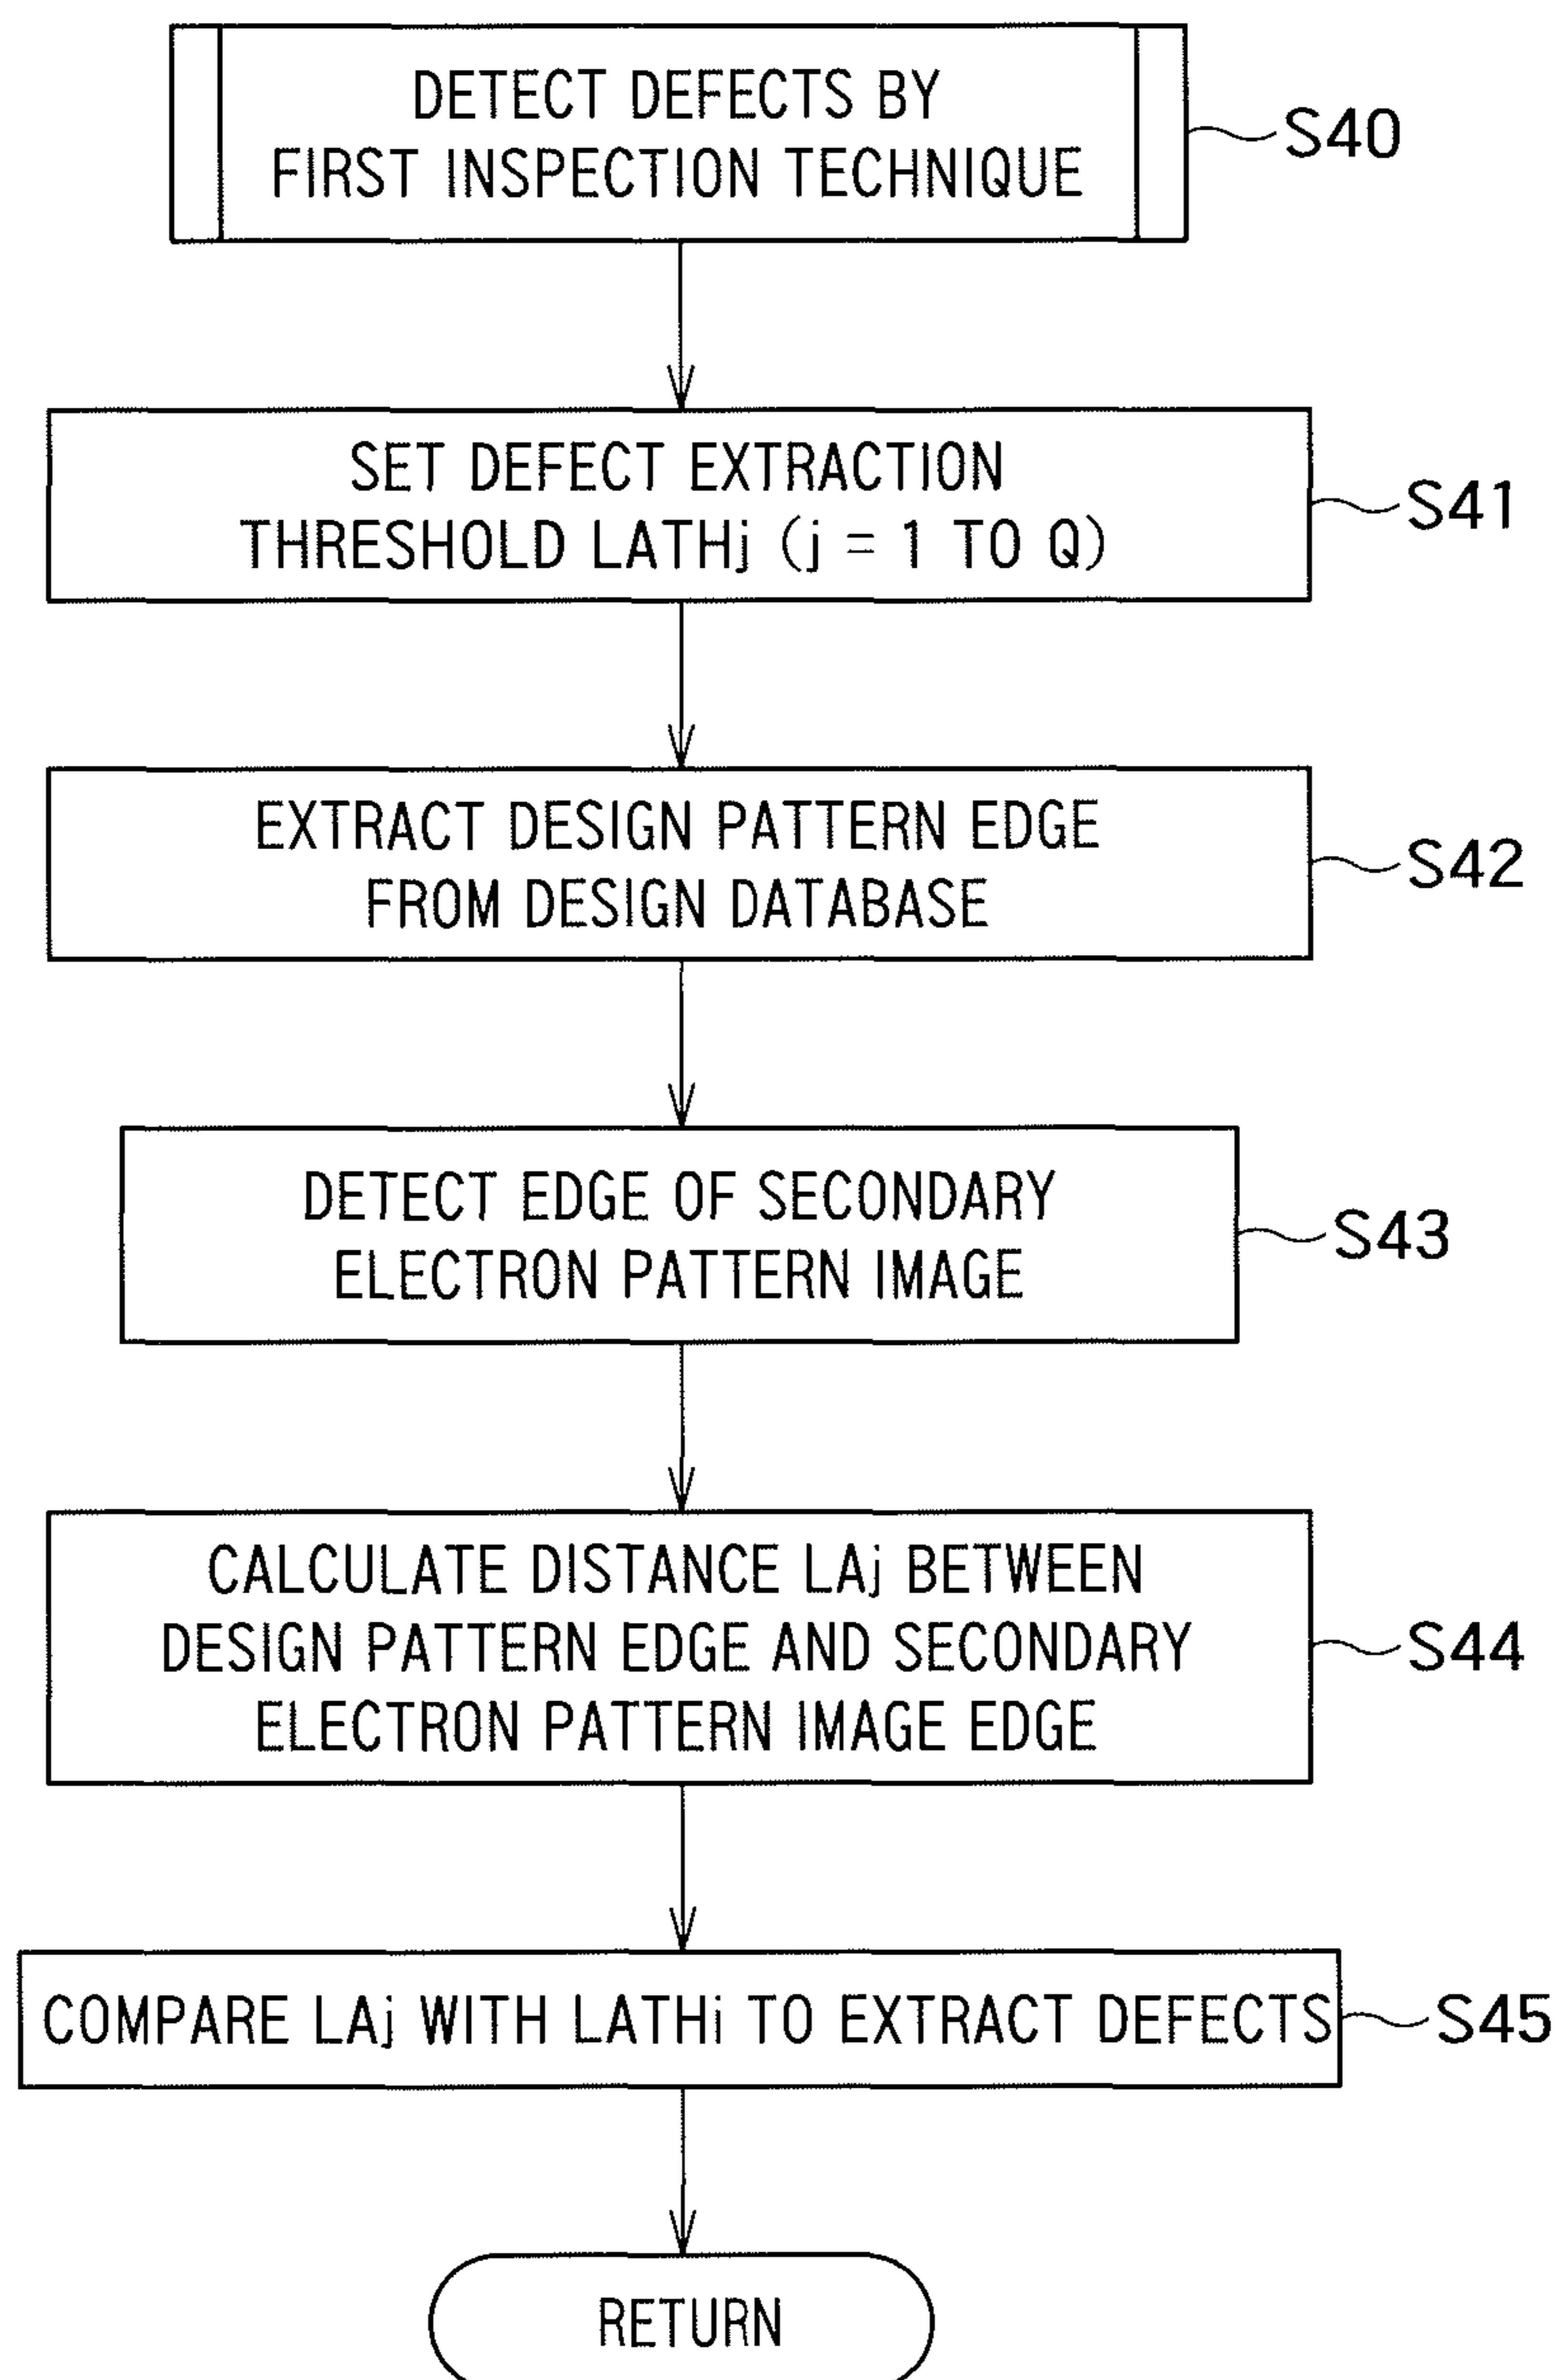 DETECT DEFECTS BY
FIRST INSPECTION TECHNIQUE
S40
SET DEFECT EXTRACTION
THRESHOLD LATHj (j = 1 TO Q)
S41
EXTRACT DESIGN PATTERN EDGE
FROM DESIGN DATABASE
S42
DETECT EDGE OF SECONDARY
ELECTRON PATTERN IMAGE
S43
CALCULATE DISTANCE LAj BETWEEN
DESIGN PATTERN EDGE AND SECONDARY
ELECTRON PATTERN IMAGE EDGE
S44
COMPARE LAj WITH LATHi TO EXTRACT DEFECTS
S45
RETURN